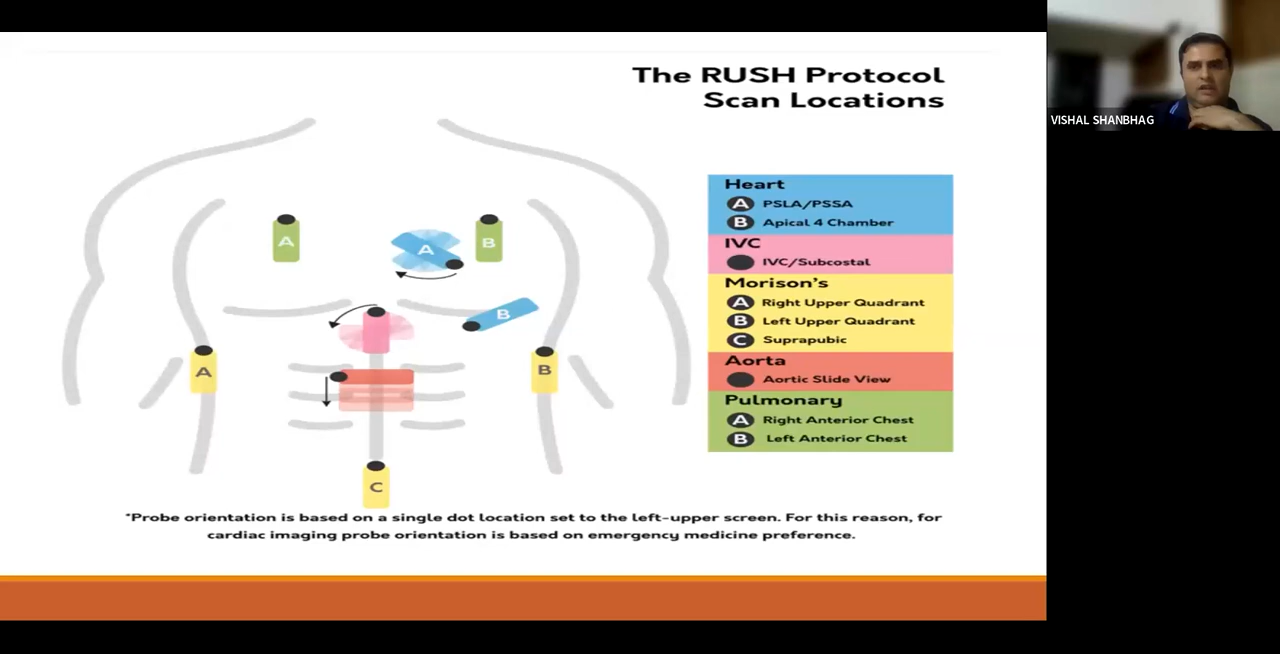 The RUSH Protocol
Scan Locations
VISHAL SHANBHAG
A
A
B
B
A
B
C
Heart
A PSLA/PSSA
B Apical 4 Chamber
IVC
IVC/Subcostal
Morison's
A Right Upper Quadrant
B Left Upper Quadrant
C Suprapubic
Aorta
Aortic Slide View
Pulmonary
A Right Anterior Chest
B Left Anterior Chest
*Probe orientation is based on a single dot location set to the left-upper screen. For this reason, for
cardiac imaging probe orientation is based on emergency medicine preference.